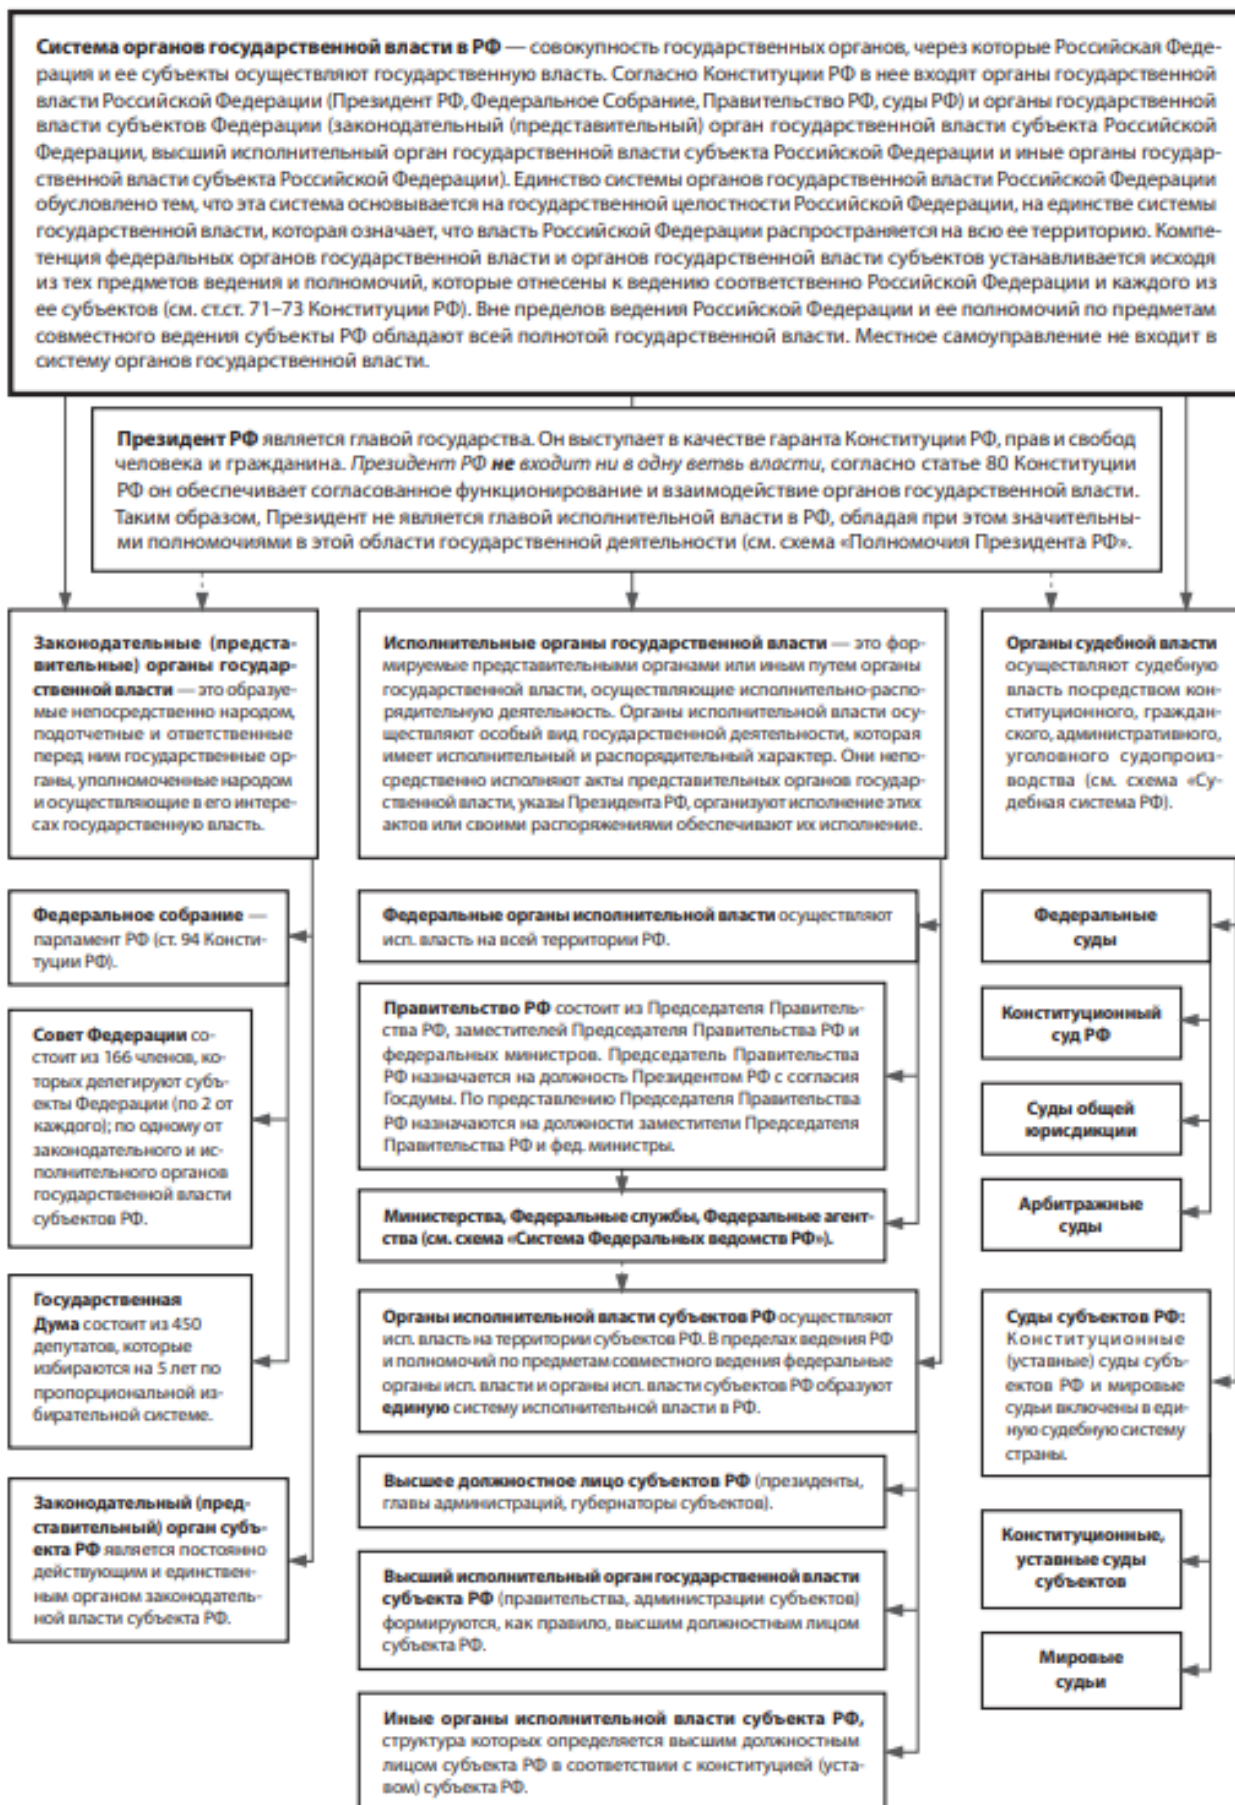 Система органов государственной власти в РФ — совокупность государственных органов, через которые Российская Феде-
рация и ее субъекты осуществляют государственную власть. Согласно Конституции РФ в нее входят органы государственной
власти Российской Федерации (Президент РФ, Федеральное Собрание, Правительство РФ, суды РФ) и органы государственной
власти субъектов Федерации (законодательный (представительный) орган государственной власти субъекта Российской
Федерации, высший исполнительный орган государственной власти субъекта Российской Федерации и иные органы государ-
ственной власти субъекта Российской Федерации). Единство системы органов государственной власти Российской Федерации
обусловлено тем, что эта система основывается на государственной целостности Российской Федерации, на единстве системы
государственной власти, которая означает, что власть Российской Федерации распространяется на всю ее территорию. Компе-
тенция федеральных органов государственной власти и органов государственной власти субъектов устанавливается исходя
из тех предметов ведения и полномочий, которые отнесены к ведению соответственно Российской Федерации и каждого из
ее субъектов (см. ст.ст. 71–73 Конституции РФ). Вне пределов ведения Российской Федерации и ее полномочий по предметам
совместного ведения субъекты РФ обладают всей полнотой государственной власти. Местное самоуправление не входит в
систему органов государственной власти.
Президент РФ является главой государства. Он выступает в качестве гаранта Конституции РФ, прав и свобод
человека и гражданина. Президент РФ не входит ни в одну ветвь власти, согласно статье 80 Конституции
РФ он обеспечивает согласованное функционирование и взаимодействие органов государственной власти.
Таким образом, Президент не является главой исполнительной власти в РФ, обладая при этом значительны-
ми полномочиями в этой области государственной деятельности (см. схема «Полномочия Президента РФ».
Законодательные (предста-
вительные) органы государ-
ственной власти — это образуе-
мые непосредственно народом,
подотчетные и ответственные
перед ним государственные ор-
ганы, уполномоченные народом
и осуществляющие в его интере-
сах государственную власть.
Федеральное собрание —
парламент РФ (ст. 94 Консти-
туции РФ).
Совет Федерации со-
стоит из 166 членов, ко-
торых делегируют субъ-
екты Федерации (по 2 от
каждого); по одному от
законодательного и ис-
полнительного органов
государственной власти
субъектов РФ.
Государственная
Дума состоит из 450
депутатов, которые
избираются на 5 лет по
пропорциональной из-
бирательной системе.
Законодательный (пред-
ставительный) орган субъ-
екта РФ является постоянно
действующим и единствен-
ным органом законодатель-
ной власти субъекта РФ.
Исполнительные органы государственной власти — это фор-
мируемые представительными органами или иным путем органы
государственной власти, осуществляющие исполнительно-распо-
рядительную деятельность. Органы исполнительной власти осу-
ществляют особый вид государственной деятельности, которая
имеет исполнительный и распорядительный характер. Они непо-
средственно исполняют акты представительных органов государ-
ственной власти, указы Президента РФ, организуют исполнение этих
актов или своими распоряжениями обеспечивают их исполнение.
Федеральные органы исполнительной власти осуществляют
исп. власть на всей территории РФ.
Правительство РФ состоит из Председателя Правитель-
ства РФ, заместителей Председателя Правительства РФ и
федеральных министров. Председатель Правительства
РФ назначается на должность Президентом РФ с согласия
Госдумы. По представлению Председателя Правительства
РФ назначаются на должности заместители Председателя
Правительства РФ и фед. министры.
Министерства, Федеральные службы, Федеральные агент-
ства (см. схема «Система Федеральных ведомств РФ»).
Органы исполнительной власти субъектов РФ осуществляют
исп. власть на территории субъектов РФ. В пределах ведения РФ
и полномочий по предметам совместного ведения федеральные
органы исп. власти и органы исп. власти субъектов РФ образуют
единую систему исполнительной власти в РФ.
Высшее должностное лицо субъектов РФ (президенты,
главы администраций, губернаторы субъектов).
Высший исполнительный орган государственной власти
субъекта РФ (правительства, администрации субъектов)
формируются, как правило, высшим должностным лицом
субъекта РФ.
Иные органы исполнительной власти субъекта РФ,
структура которых определяется высшим должностным
лицом субъекта РФ в соответствии с конституцией (уста-
вом) субъекта РФ.
Органы судебной власти
осуществляют судебную
власть посредством кон-
ституционного, граждан-
ского, административного,
уголовного судопроиз-
водства (см. схема «Су-
дебная система РФ).
Федеральные
суды
Конституционный
суд РФ
Суды общей
юрисдикции
Арбитражные
суды
Суды субъектов РФ:
Конституционные
(уставные) суды субъ-
ектов РФ и мировые
судьи включены в еди-
ную судебную систему
страны.
Конституционные,
уставные суды
субъектов
Мировые
судьи